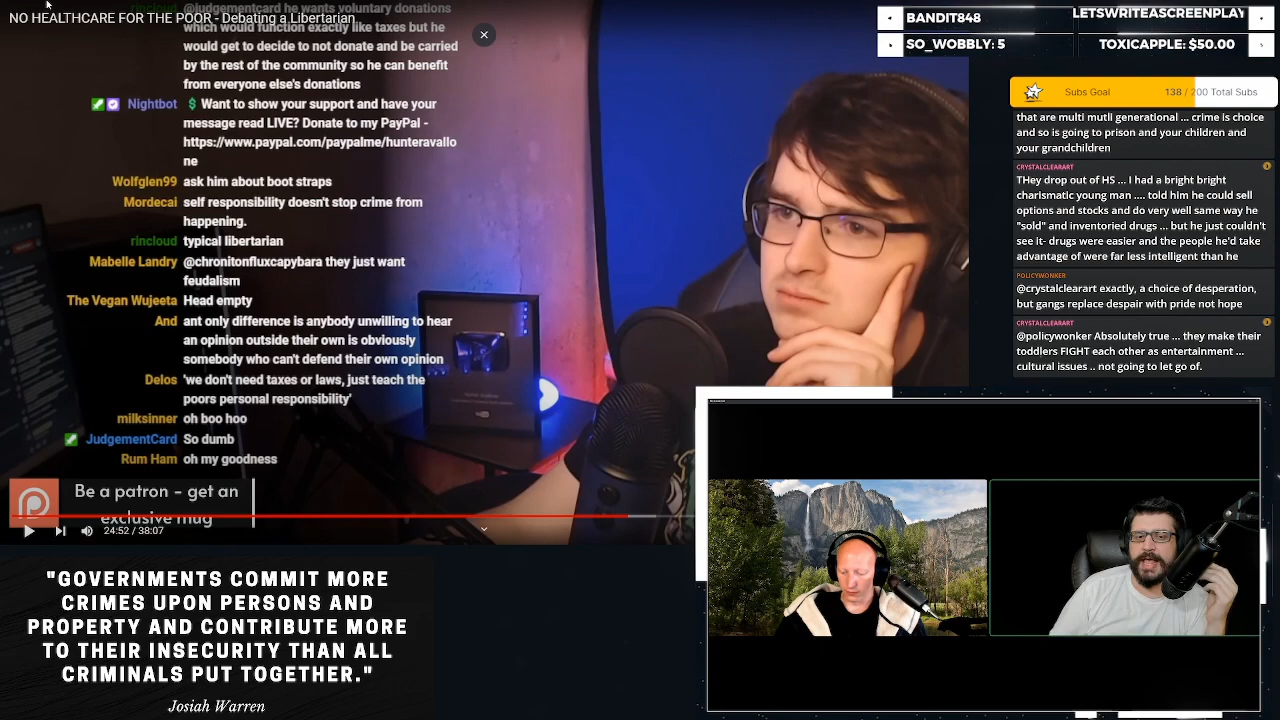 NO HEALTHCARE FOR THE POOR - Debating a Libertarian
rincloud @judgementcard he wants voluntary donations
which would function exactly like taxes but he
would get to decide to not donate and be carried
by the rest of the community so he can benefit
from everyone else's donations
Nightbot $ Want to show your support and have your
message read LIVE? Donate to my PayPal -
https://www.paypal.com/paypalme/hunteravallo
ne
Wolfglen99 ask him about boot straps
Mordecai self responsibility doesn't stop crime from
happening.
rincloud typical libertarian
Mabelle Landry @chronitonfluxcapybara they just want
feudalism
The Vegan Wujeeta Head empty
And ant only difference is anybody unwilling to hear
an opinion outside their own is obviously
somebody who can't defend their own opinion
Delos 'we don't need taxes or laws, just teach the
poors personal responsibility'
milksinner oh boo hoo
JudgementCard So dumb
Rum Ham oh my goodness
Be a patron - get an
exclusive mug
24:52 / 38:07
"GOVERNMENTS COMMIT MORE
CRIMES UPON PERSONS AND
PROPERTY AND CONTRIBUTE MORE
TO THEIR INSECURITY THAN ALL
CRIMINALS PUT TOGETHER."
Josiah Warren
BANDIT848
LETSWRITEASCREENPLAY
SO_WOBBLY: 5
TOXICAPPLE: $50.00
Subs Goal 138 / 200 Total Subs
that are multi mutil generational ... crime is choice
and so is going to prison and your children and
your grandchildren
CRYSTALCLEARART
THey drop out of HS ... I had a bright bright
charismatic young man .... told him he could sell
options and stocks and do very well same way he
"sold" and inventoried drugs ... but he just couldn't
see it- drugs were easier and the people he'd take
advantage of were far less intelligent than he
POLICYWONKER
@crystalclearart exactly, a choice of desperation,
but gangs replace despair with pride not hope
CRYSTALCLEARART
@policywonker Absolutely true ... they make their
toddlers FIGHT each other as entertainment ...
cultural issues .. not going to let go of.